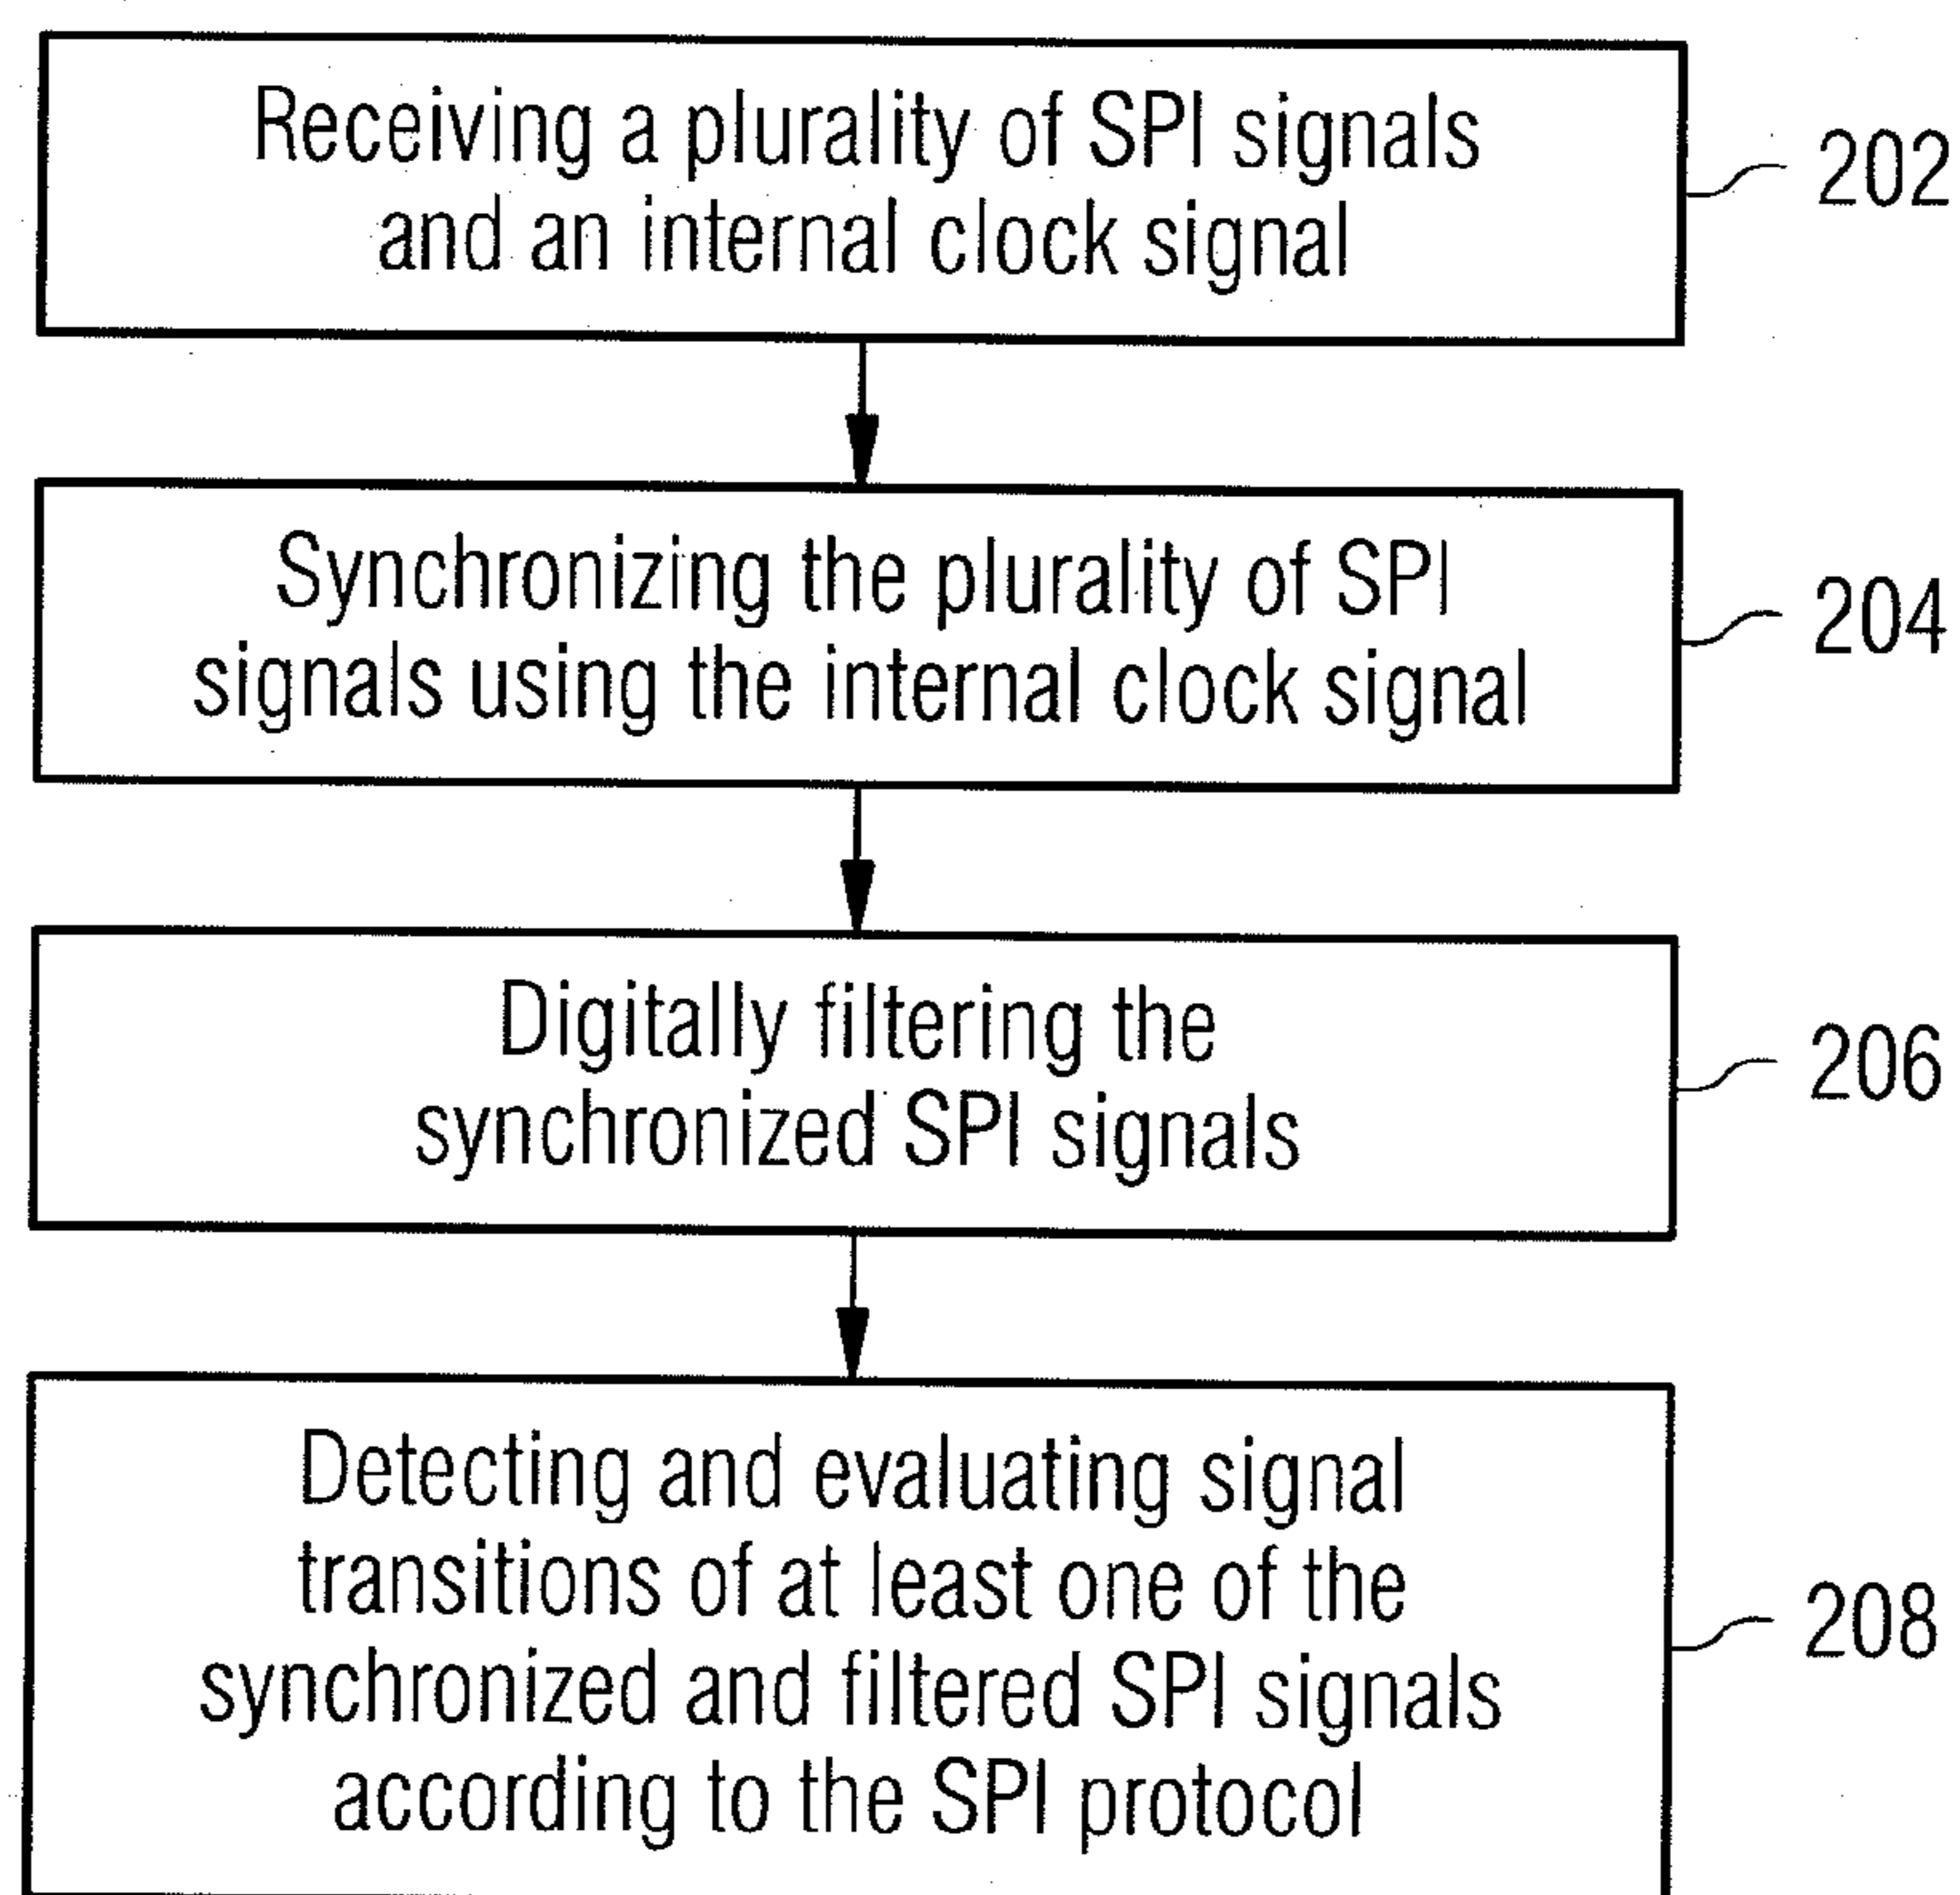 Receiving a plurality of SPI signals
and an internal clock signal
202
Synchronizing the plurality of SPI
signals using the internal clock signal
204
Digitally filtering the
synchronized SPI signals
206
Detecting and evaluating signal
transitions of at least one of the
synchronized and filtered SPI signals
according to the SPI protocol
208